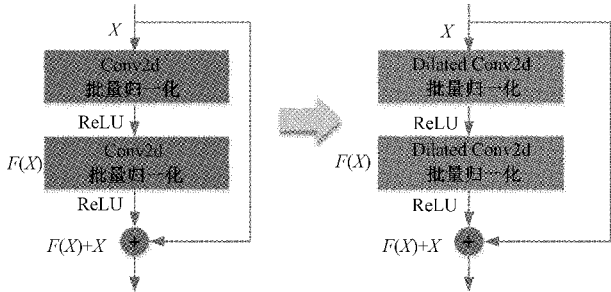 X
Conv2d
批量归一化
ReLU
F(X)
Conv2d
批量归一化
ReLU
F(X)+X
+
X
Dilated Conv2d
批量归一化
ReLU
F(X)
Dilated Conv2d
批量归一化
ReLU
F(X)+X
+